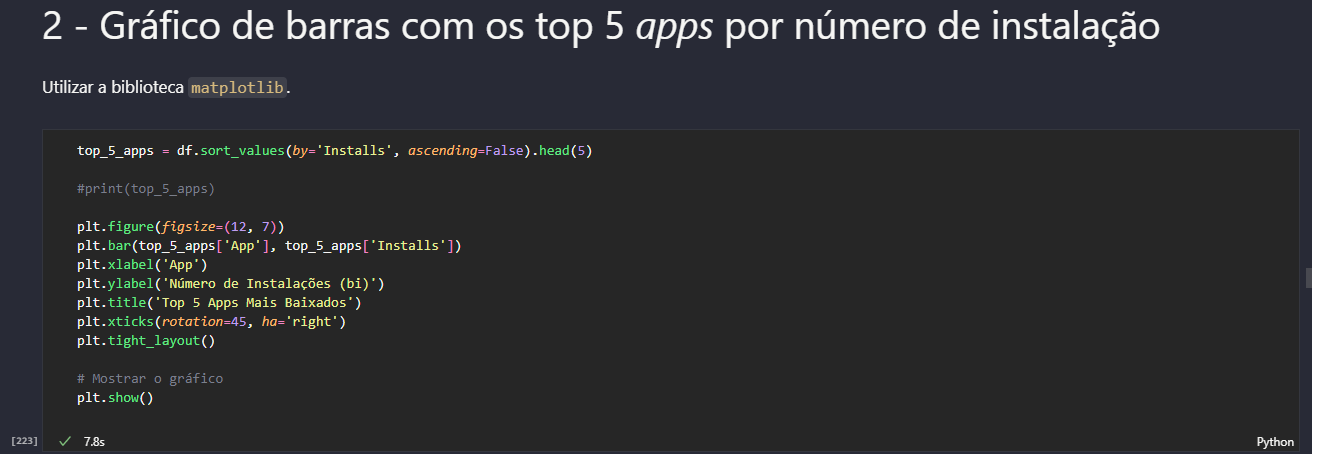 2 - Gráfico de barras com os top 5 apps por número de instalação
Utilizar a biblioteca matplotlib.
top_5_apps = df.sort_values(by='Installs', ascending=False).head(5)
#print(top_5_apps)
plt.figure(figsize=(12, 7))
plt.bar(top_5_apps['App'], top_5_apps['Installs'])
plt.xlabel('App')
plt.ylabel('Número de Instalações (bi)')
plt.title('Top 5 Apps Mais Baixados')
plt.xticks(rotation=45, ha='right')
plt.tight_layout()
# Mostrar o gráfico
plt.show()
[223] ✓ 7.8s Python